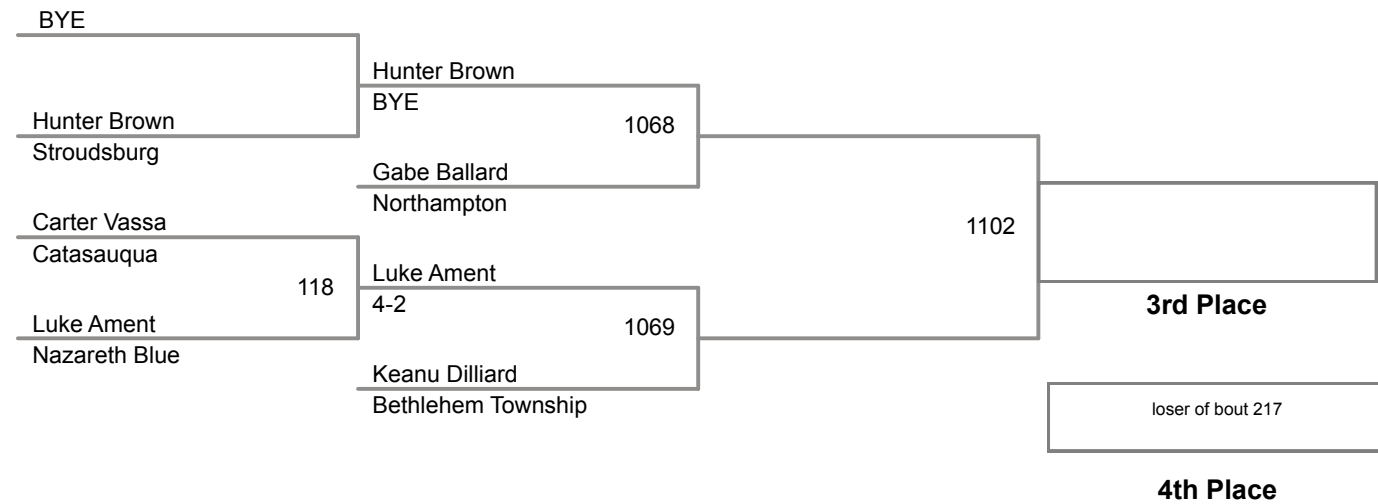 BYE
Hunter Brown
BYE
Hunter Brown
Stroudsburg
1068
Gabe Ballard
Northampton
Carter Vassa
Catasauqua
1102
118
Luke Ament
4-2
Luke Ament
Nazareth Blue
1069
3rd Place
Keanu Dilliard
Bethlehem Township
loser of bout 217
4th Place